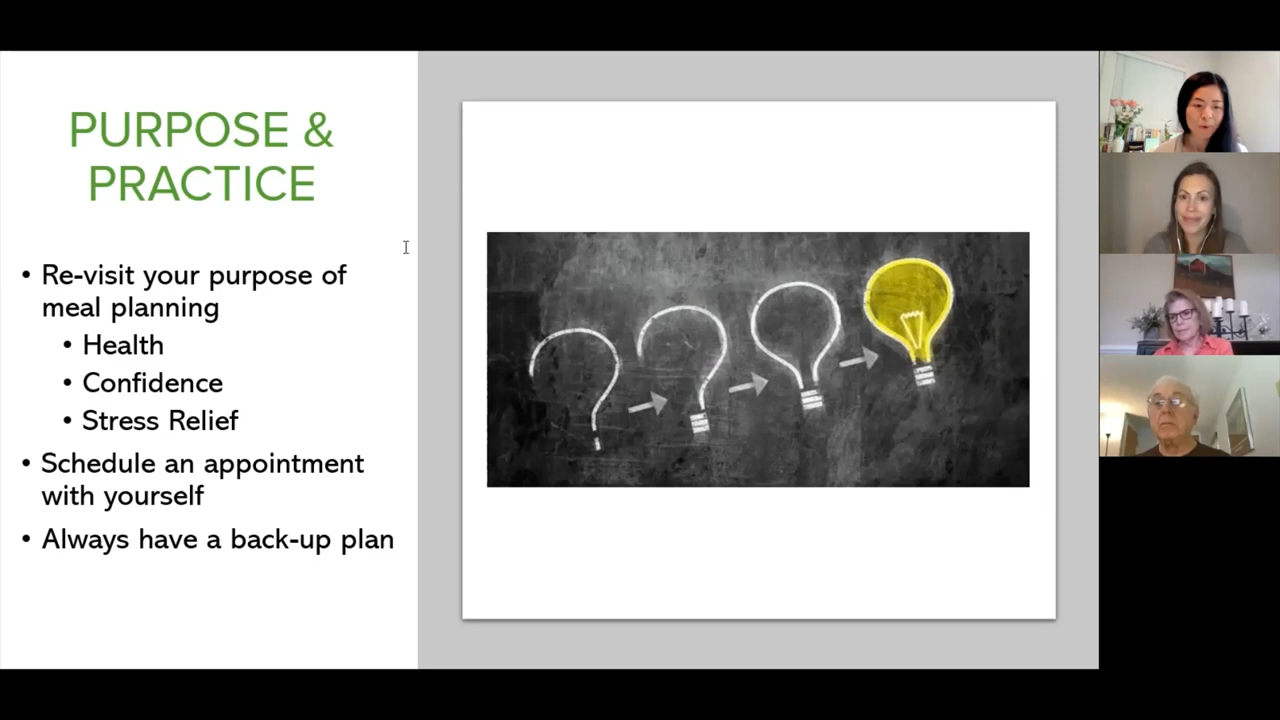 PURPOSE &
PRACTICE
• Re-visit your purpose of
meal planning
• Health
• Confidence
• Stress Relief
• Schedule an appointment
with yourself
• Always have a back-up plan